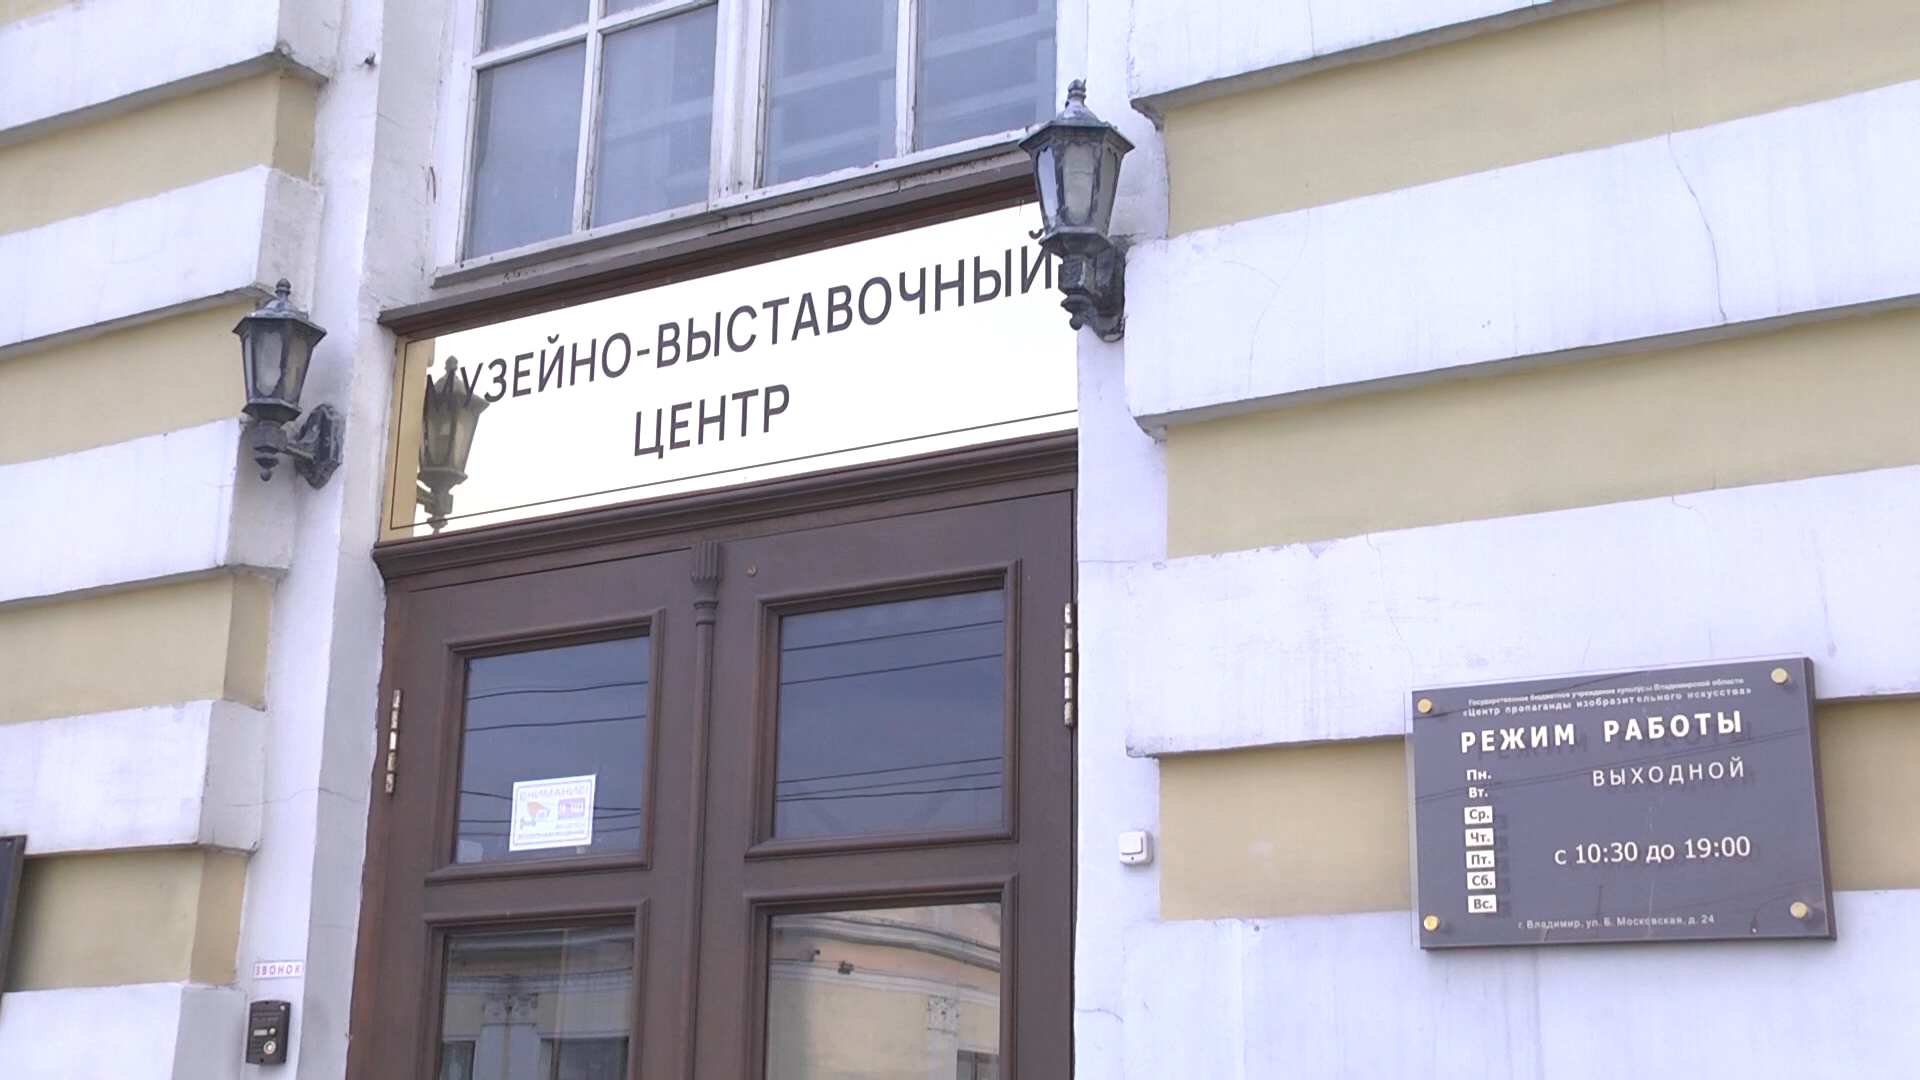 МУЗЕЙНО-ВЫСТАВОЧНЫЙ
ЦЕНТР
ВНИМАНИЕ!
ЗВОНОК
Государственное бюджетное учреждение культуры Владимирской области
«Центр пропаганды изобразительного искусства»
РЕЖИМ РАБОТЫ
Пн.
Вт.
ВЫХОДНОЙ
Ср.
Чт.
Пт.
Сб.
Вс.
с 10:30 до 19:00
г. Владимир, ул. Б. Московская, д. 24